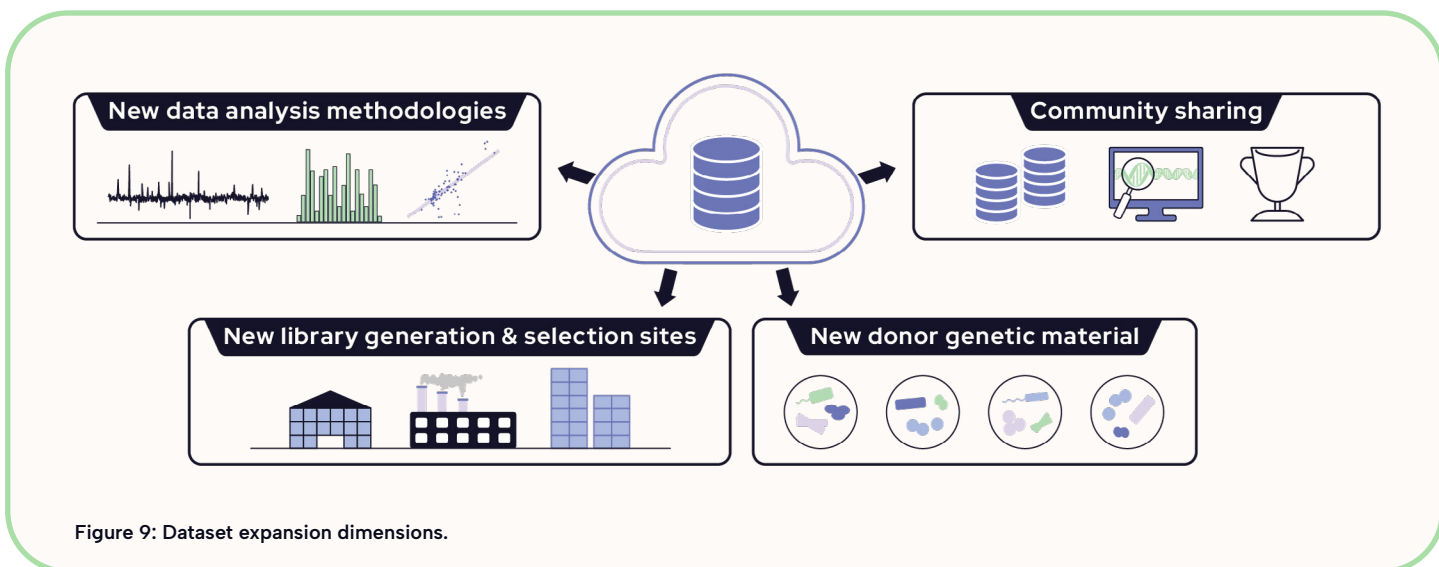 New data analysis methodologies
Community sharing
New library generation & selection sites
New donor genetic material
Figure 9: Dataset expansion dimensions.